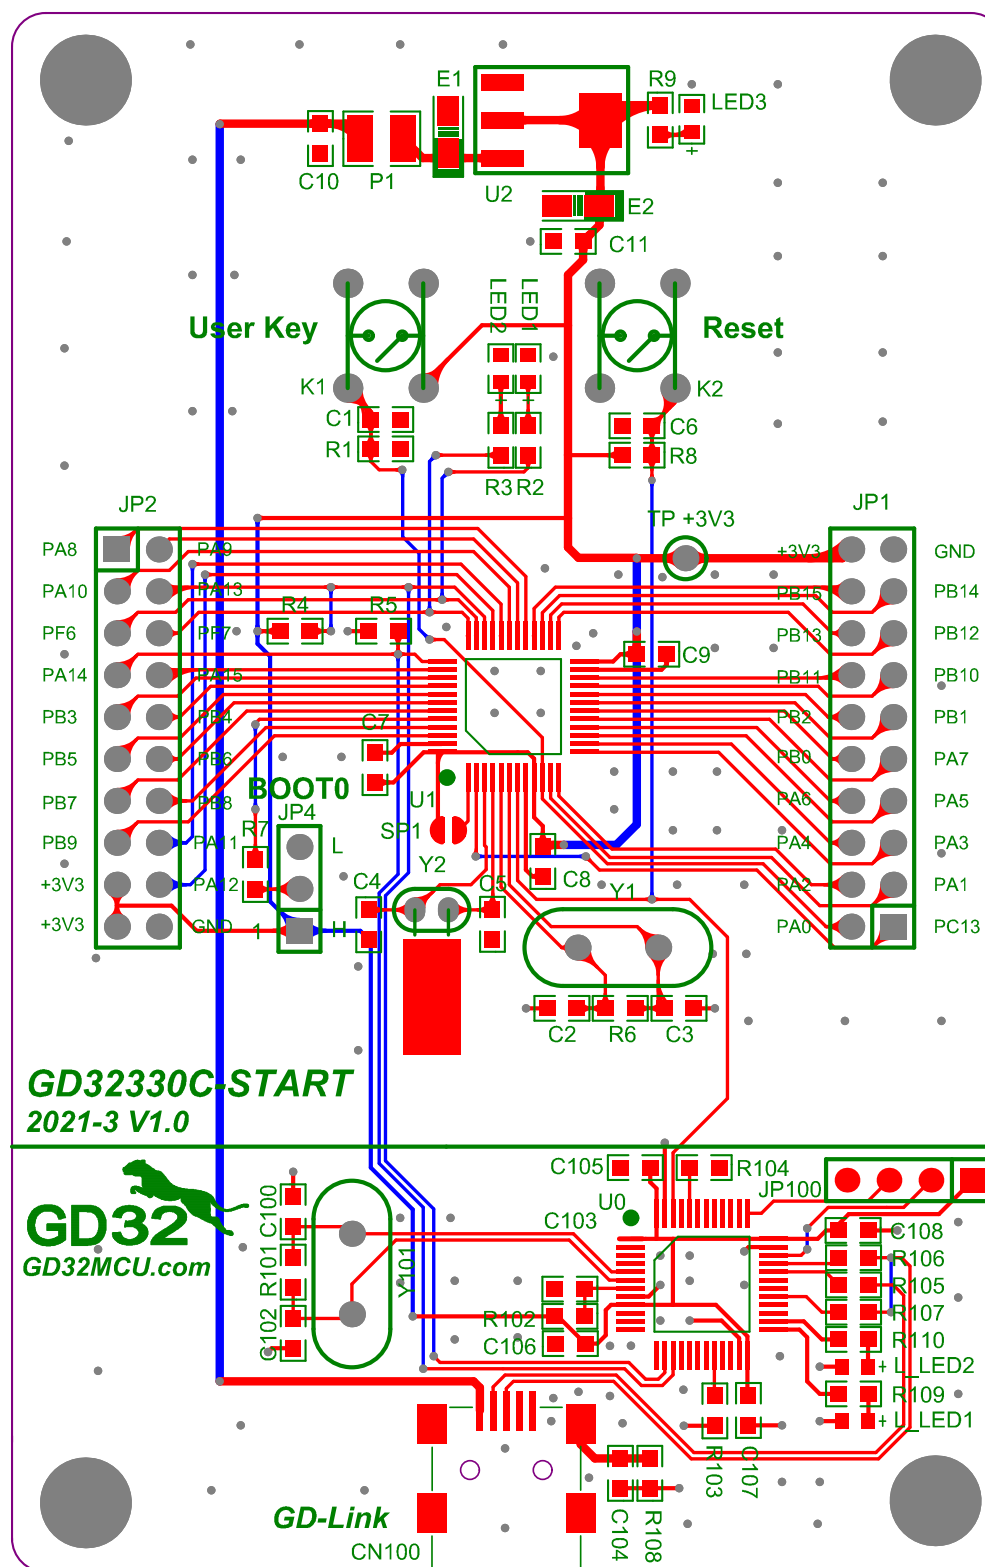 E1
R9
LED3
+
C10
P1
U2
E2
C11
LED2
LED1
User Key
Reset
K1
K2
+
+
C1
C6
R1
R8
R3
R2
JP2
TP +3V3
JP1
PA8
PA9
+3V3
GND
PA10
PA13
PB15
PB14
PF6
PF7
R4
R5
PB13
PB12
C9
PA14
PA15
PB11
PB10
PB3
PB4
C7
PB2
PB1
PB5
PB6
PB0
PA7
BOOT0
PB7
PB8
JP4
U1
PA6
PA5
R7
SP1
PB9
PA11
L
PA4
PA3
Y2
+3V3
PA12
C4
C5
C8
Y1
PA2
PA1
+3V3
GND
1
H
PA0
PC13
C2
R6
C3
GD32330C-START
2021-3 V1.0
C105
R104
JP100
U0
C100
C103
C108
GD32
GD32MCU.com
R101
Y101
R106
R105
R102
R107
C102
C106
R110
+ L_LED2
R109
+ L_LED1
R103
C107
GD-Link
C104
R108
CN100